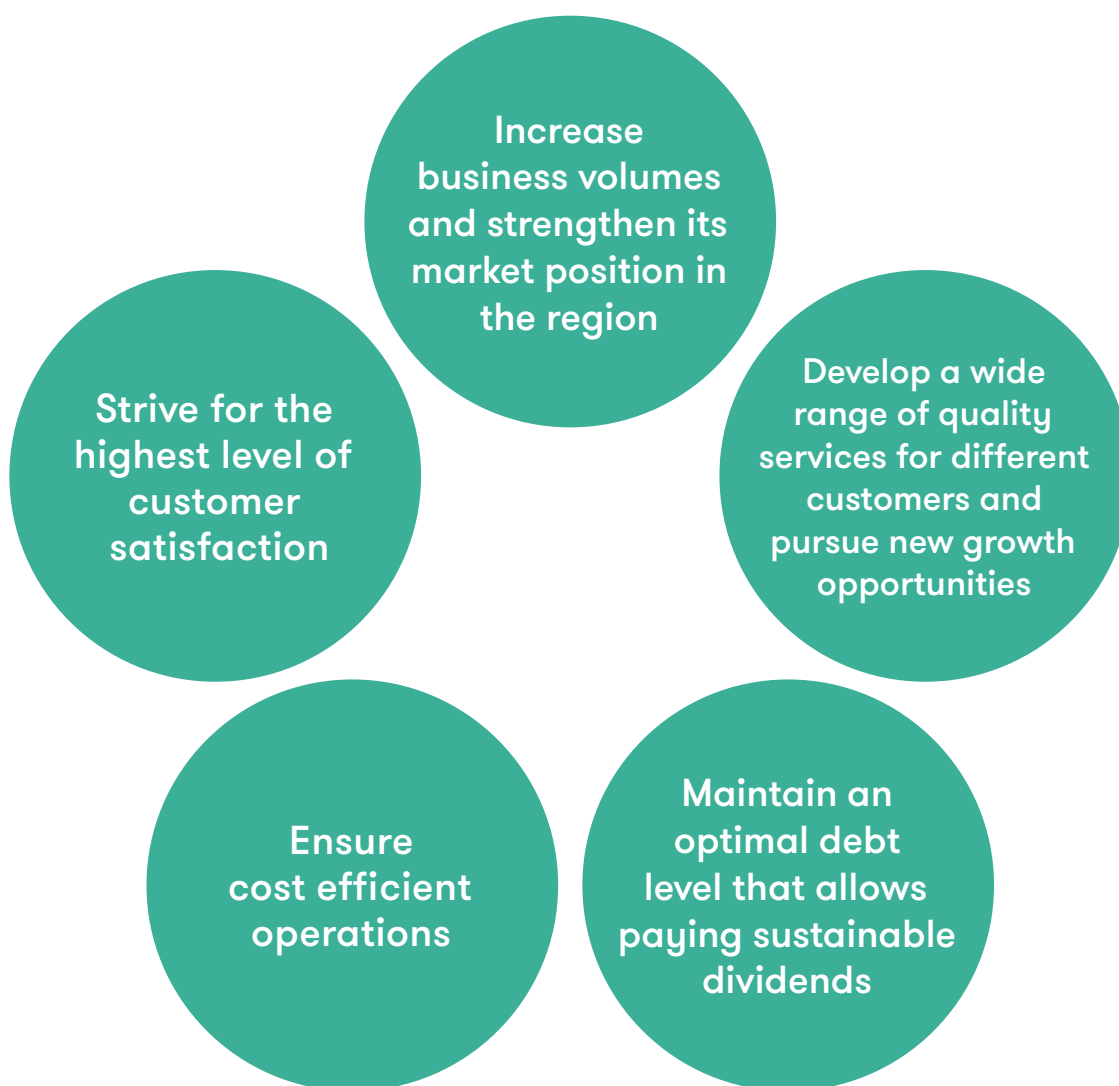 Increase
business volumes
and strengthen its
market position in
the region
Develop a wide
range of quality
services for different
customers and
pursue new growth
opportunities
Maintain an
optimal debt
level that allows
paying sustainable
dividends
Ensure
cost efficient
operations
Strive for the
highest level of
customer
satisfaction